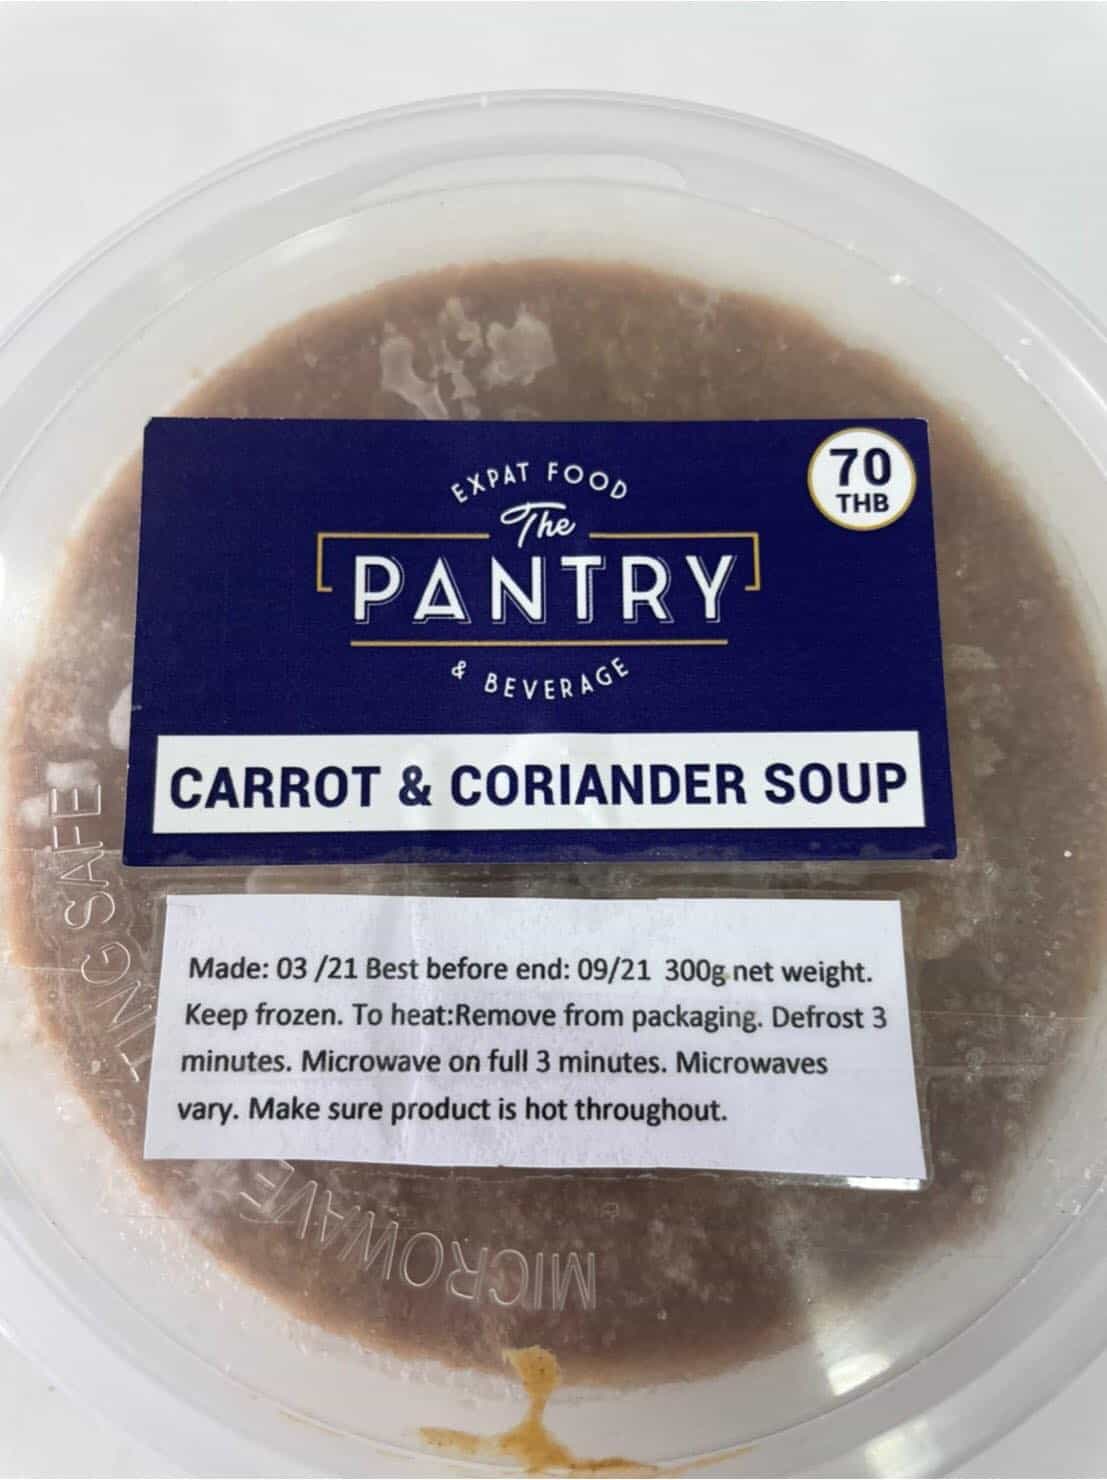 EXPAT FOOD
The
PANTRY
& BEVERAGE
70
THB
CARROT & CORIANDER SOUP
Made: 03 /21 Best before end: 09/21 300g net weight.
Keep frozen. To heat:Remove from packaging. Defrost 3
minutes. Microwave on full 3 minutes. Microwaves
vary. Make sure product is hot throughout.
MICROWAVE
TING SAFE